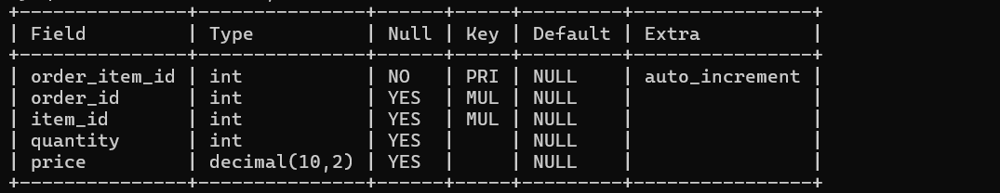 +---------------+---------------+------+-----+---------+----------------+
| Field         | Type          | Null | Key | Default | Extra          |
+---------------+---------------+------+-----+---------+----------------+
| order_item_id | int           | NO   | PRI | NULL    | auto_increment |
| order_id      | int           | YES  | MUL | NULL    |                |
| item_id       | int           | YES  | MUL | NULL    |                |
| quantity      | int           | YES  |     | NULL    |                |
| price         | decimal(10,2) | YES  |     | NULL    |                |
+---------------+---------------+------+-----+---------+----------------+